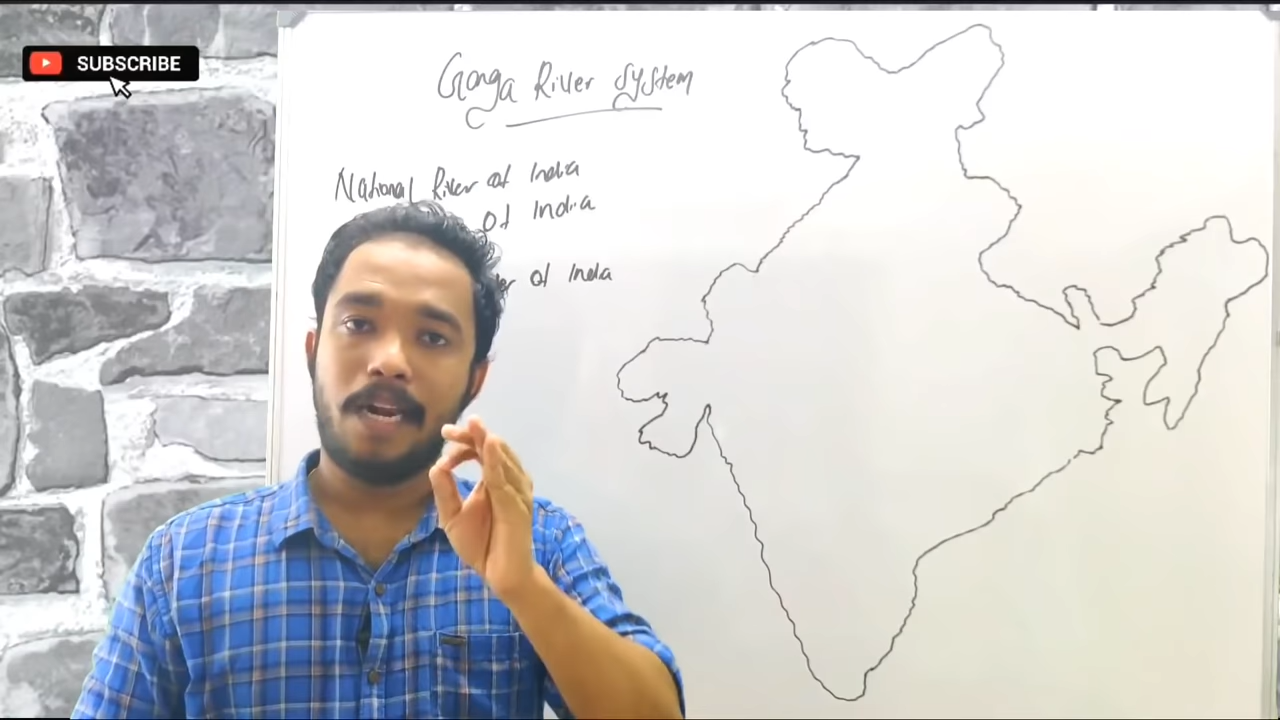 SUBSCRIBE
Ganga River System
National River of India
Of India
of India